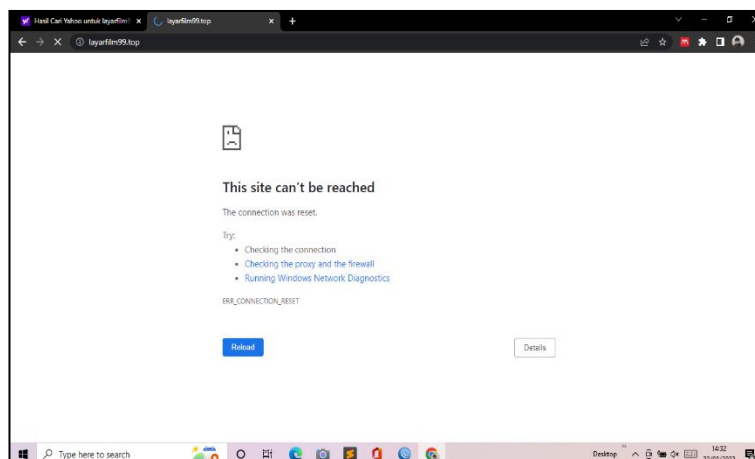 Hasil Cari Yahoo untuk layarfilm9
layarfilm99.top
layarfilm99.top
This site can't be reached
The connection was reset.
Try:
• Checking the connection
• Checking the proxy and the firewall
• Running Windows Network Diagnostics
ERR_CONNECTION_RESET
Reload
Details
Type here to search
Desktop
14:32